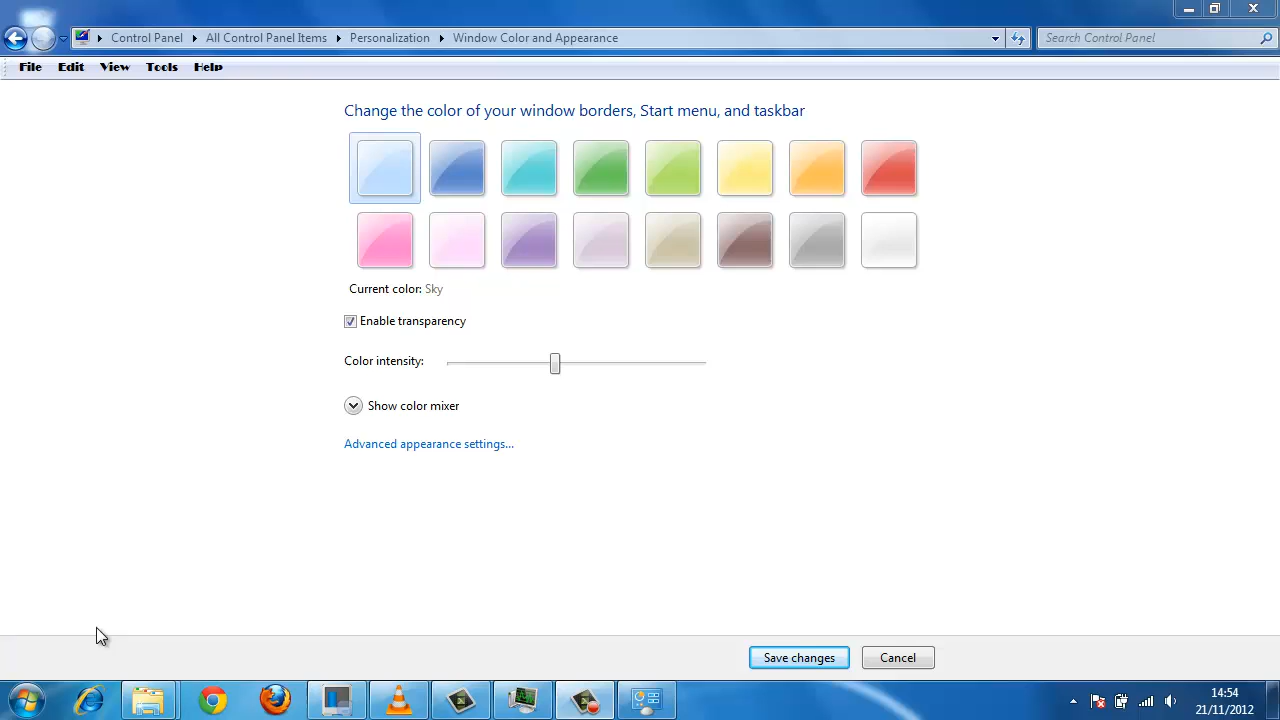 Control Panel All Control Panel Items Personalization Window Color and Appearance Search Control Panel
File Edit View Tools Help
Change the color of your window borders, Start menu, and taskbar
Current color: Sky
Enable transparency
Color intensity:
Show color mixer
Advanced appearance settings...
Save changes Cancel
14:54
21/11/2012